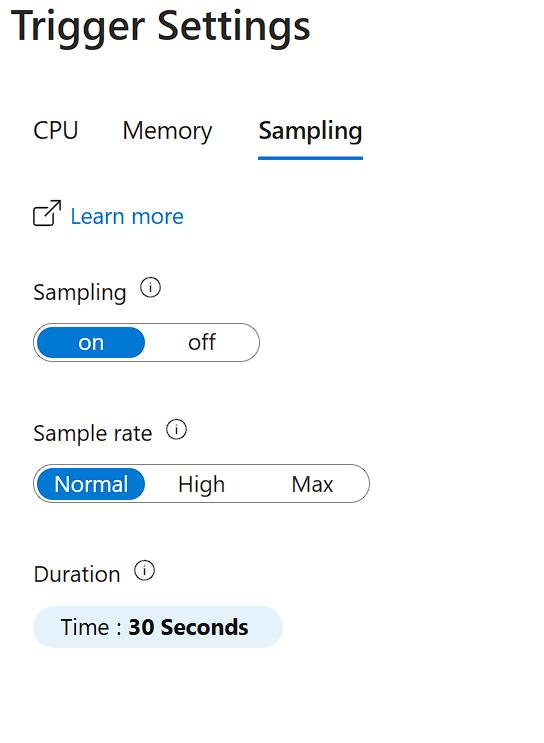 Trigger Settings
CPU Memory Sampling
Learn more
Sampling
on off
Sample rate
Normal High Max
Duration
Time : 30 Seconds